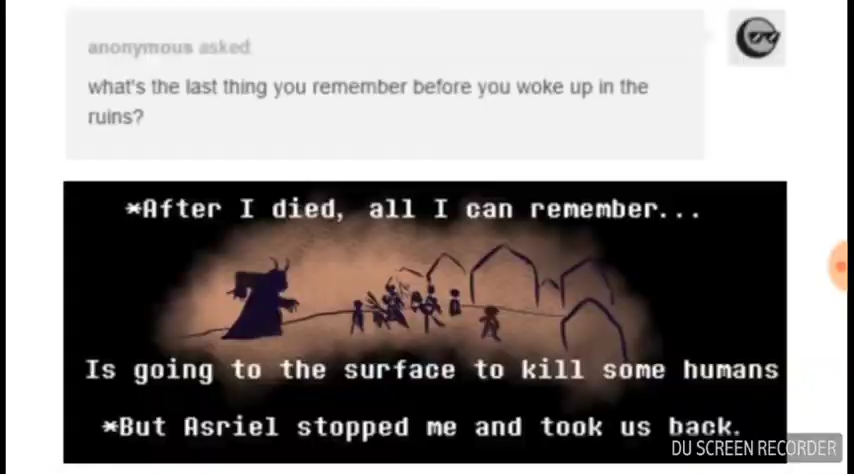 anonymous asked
what's the last thing you remember before you woke up in the
ruins?
*After I died, all I can remember...
Is going to the surface to kill some humans
*But Asriel stopped me and took us back.
DU SCREEN RECORDER